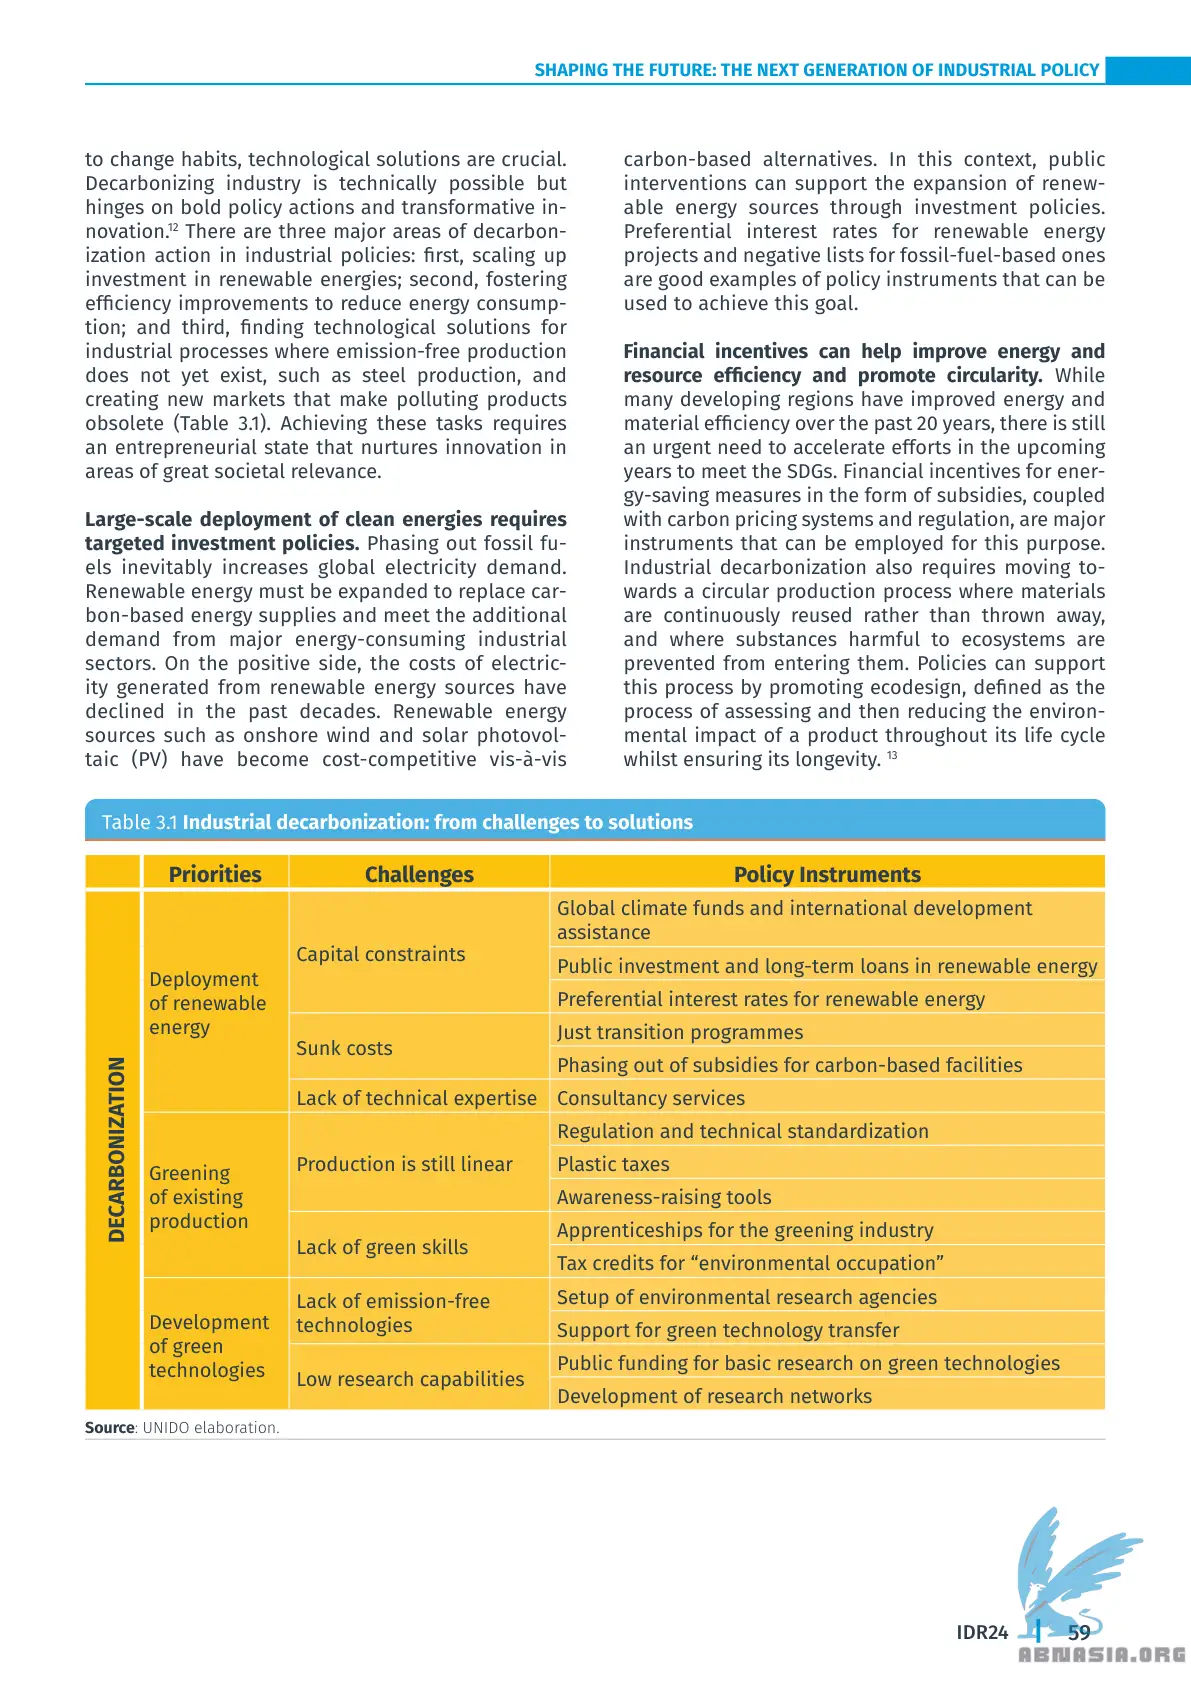 SHAPING THE FUTURE: THE NEXT GENERATION OF INDUSTRIAL POLICY
to change habits, technological solutions are crucial.
Decarbonizing industry is technically possible but
hinges on bold policy actions and transformative in-
novation.12 There are three major areas of decarbon-
ization action in industrial policies: first, scaling up
investment in renewable energies; second, fostering
efficiency improvements to reduce energy consump-
tion; and third, finding technological solutions for
industrial processes where emission-free production
does not yet exist, such as steel production, and
creating new markets that make polluting products
obsolete (Table 3.1). Achieving these tasks requires
an entrepreneurial state that nurtures innovation in
areas of great societal relevance.
Large-scale deployment of clean energies requires
targeted investment policies. Phasing out fossil fu-
els inevitably increases global electricity demand.
Renewable energy must be expanded to replace car-
bon-based energy supplies and meet the additional
demand from major energy-consuming industrial
sectors. On the positive side, the costs of electric-
ity generated from renewable energy sources have
declined in the past decades. Renewable energy
sources such as onshore wind and solar photovol-
taic (PV) have become cost-competitive vis-à-vis
carbon-based alternatives. In this context, public
interventions can support the expansion of renew-
able energy sources through investment policies.
Preferential interest rates for renewable energy
projects and negative lists for fossil-fuel-based ones
are good examples of policy instruments that can be
used to achieve this goal.
Financial incentives can help improve energy and
resource efficiency and promote circularity. While
many developing regions have improved energy and
material efficiency over the past 20 years, there is still
an urgent need to accelerate efforts in the upcoming
years to meet the SDGs. Financial incentives for ener-
gy-saving measures in the form of subsidies, coupled
with carbon pricing systems and regulation, are major
instruments that can be employed for this purpose.
Industrial decarbonization also requires moving to-
wards a circular production process where materials
are continuously reused rather than thrown away,
and where substances harmful to ecosystems are
prevented from entering them. Policies can support
this process by promoting ecodesign, defined as the
process of assessing and then reducing the environ-
mental impact of a product throughout its life cycle
whilst ensuring its longevity. 13
Table 3.1 Industrial decarbonization: from challenges to solutions
Priorities
Challenges
Policy Instruments
DECARBONIZATION
Deployment
of renewable
energy
Capital constraints
Global climate funds and international development
assistance
Public investment and long-term loans in renewable energy
Preferential interest rates for renewable energy
Sunk costs
Just transition programmes
Phasing out of subsidies for carbon-based facilities
Lack of technical expertise
Consultancy services
Greening
of existing
production
Production is still linear
Regulation and technical standardization
Plastic taxes
Awareness-raising tools
Lack of green skills
Apprenticeships for the greening industry
Tax credits for “environmental occupation”
Development
of green
technologies
Lack of emission-free
technologies
Setup of environmental research agencies
Support for green technology transfer
Low research capabilities
Public funding for basic research on green technologies
Development of research networks
Source: UNIDO elaboration.
IDR24
59
ABNASIA.ORG